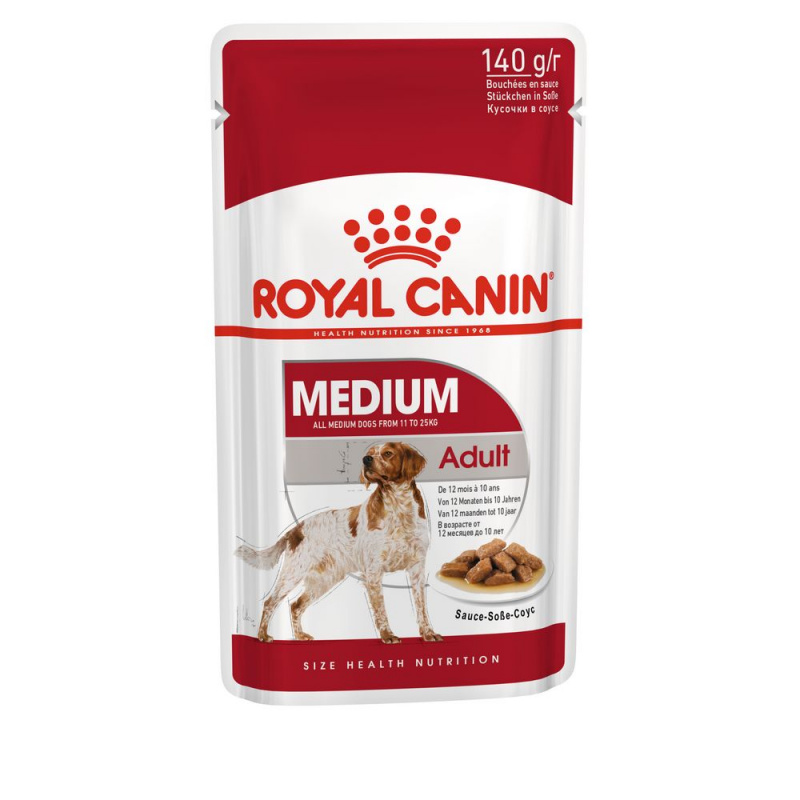 140 g/г
Bouchées en sauce
Stückchen in Soße
Кусочки в соусе
ROYAL CANIN®
HEALTH NUTRITION SINCE 1968
MEDIUM
ALL MEDIUM DOGS FROM 11 TO 25KG
Adult
De 12 mois à 10 ans
Von 12 Monaten bis 10 Jahren
Van 12 maanden tot 10 jaar
В возрасте от
12 месяцев до 10 лет
Sauce-Soße-Соус
SIZE HEALTH NUTRITION